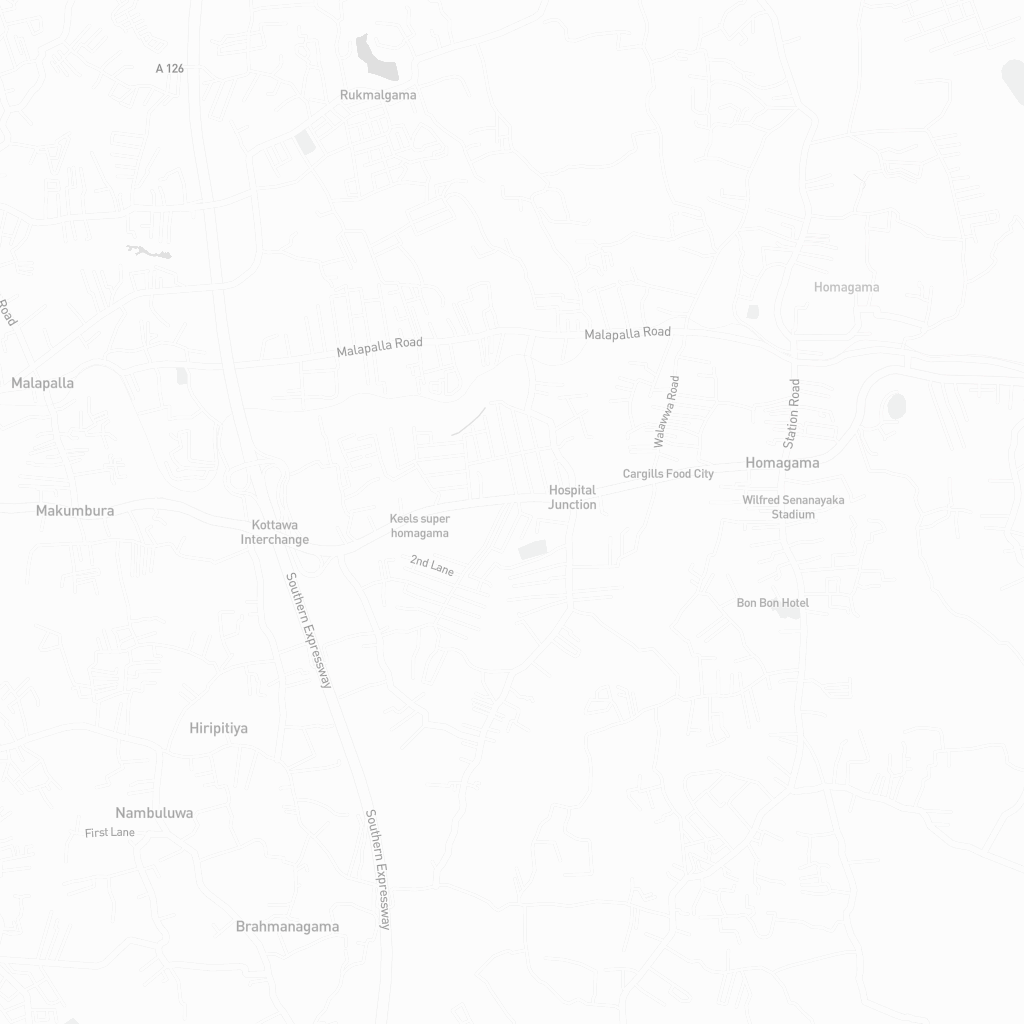 A 126
Rukmalgama
Homagama
Road
Malapalla Road
Malapalla Road
Malapalla
Walawwa Road
Station Road
Homagama
Cargills Food City
Hospital
Junction
Wilfred Senanayaka
Stadium
Makumbura
Kottawa
Interchange
Keels super
homagama
2nd Lane
Southern Expressway
Bon Bon Hotel
Hiripitiya
Nambuluwa
First Lane
Southern Expressway
Brahmanagama